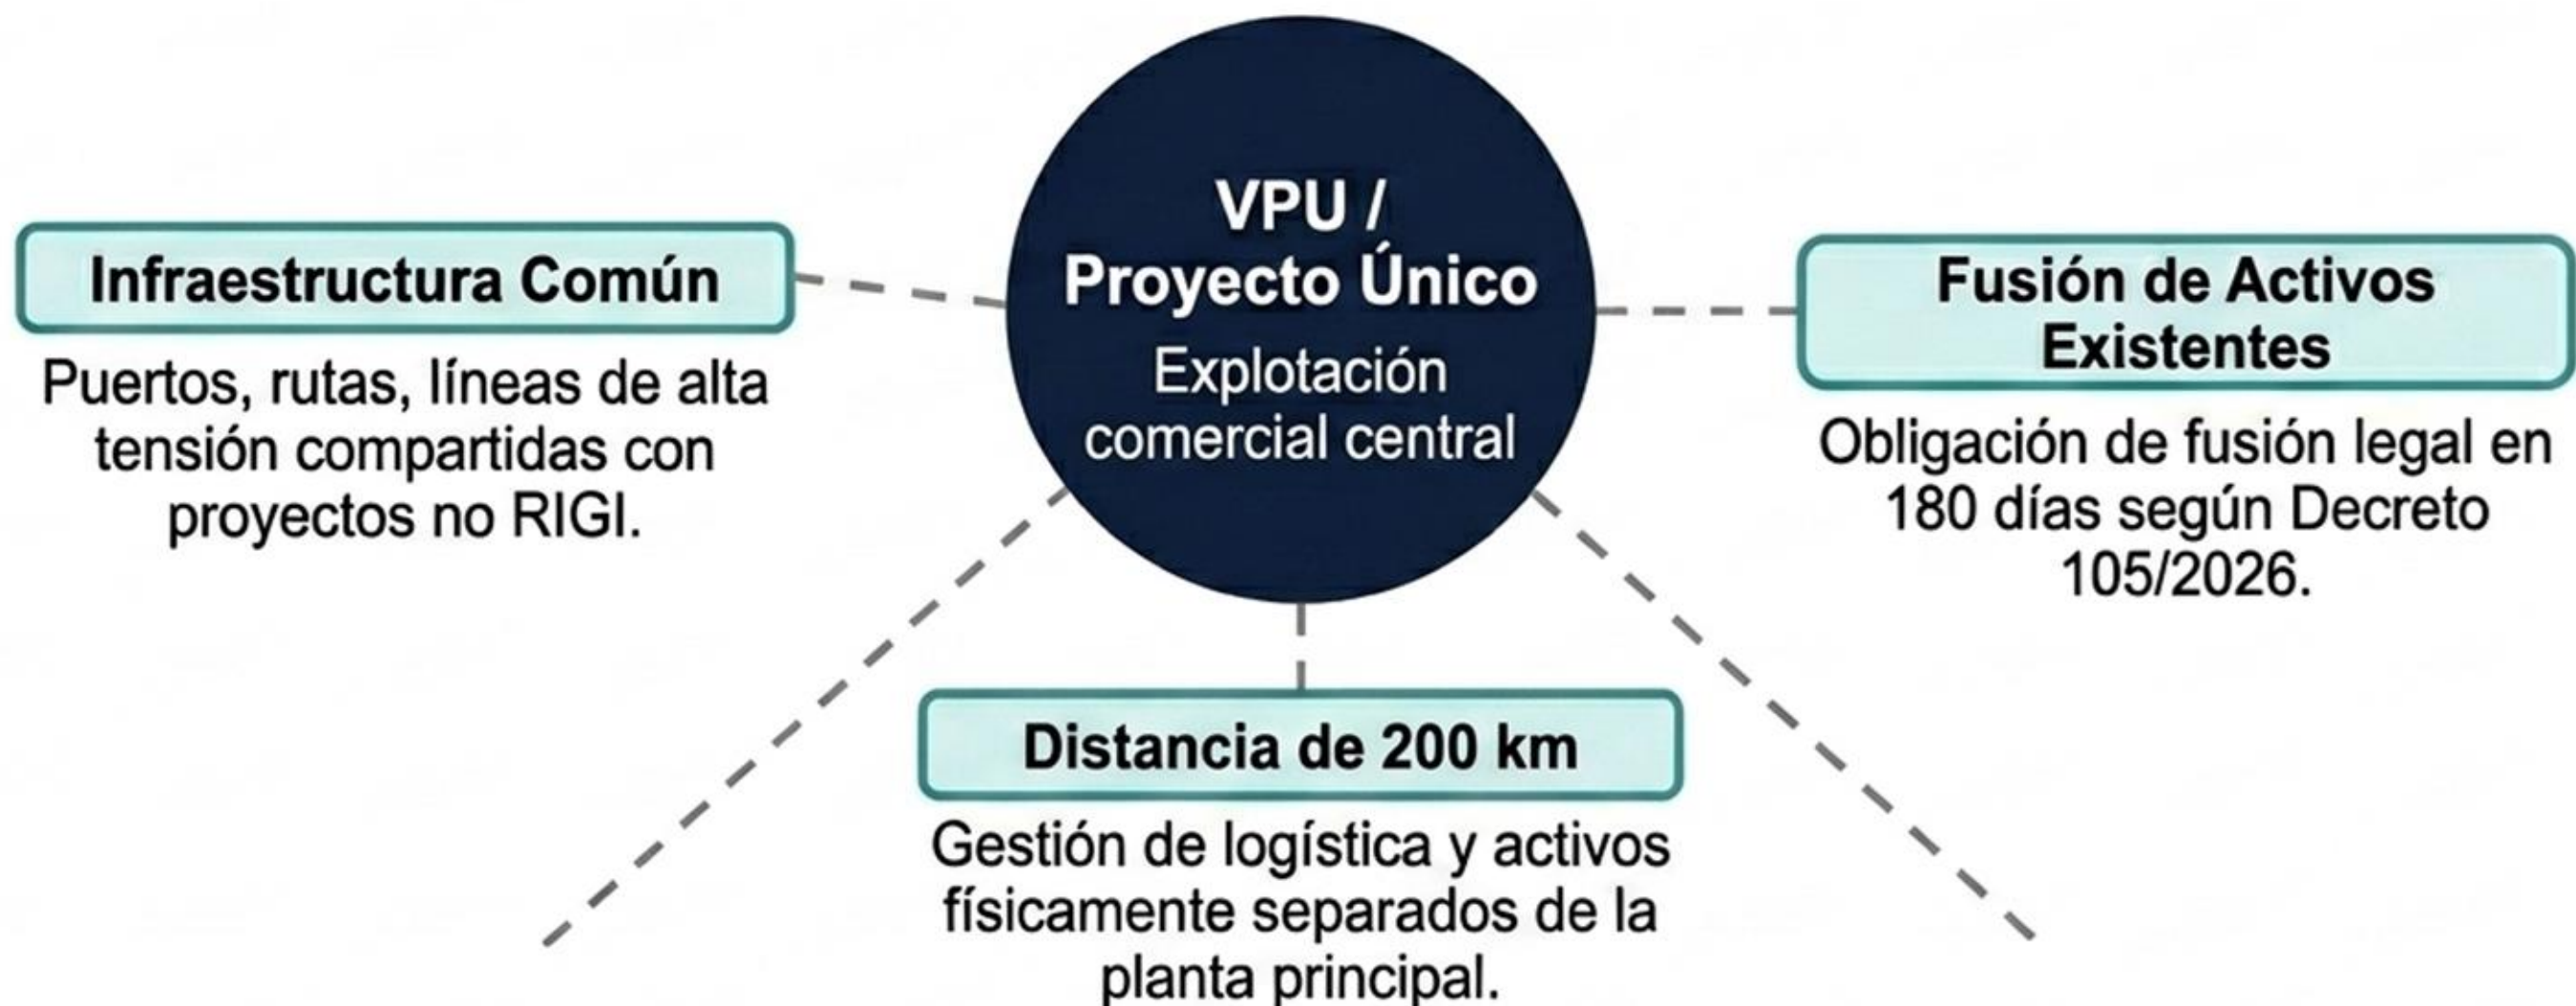 VPU /
Proyecto Único
Explotación
comercial central
Infraestructura Común
Puertos, rutas, líneas de alta
tensión compartidas con
proyectos no RIGI.
Fusión de Activos
Existentes
Obligación de fusión legal en
180 días según Decreto
105/2026.
Distancia de 200 km
Gestión de logística y activos
físicamente separados de la
planta principal.